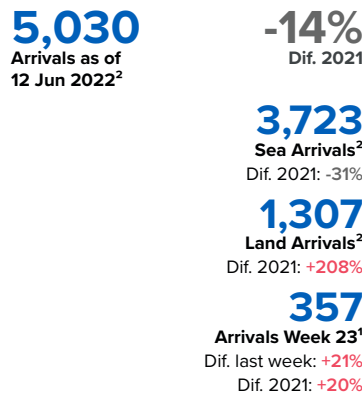 5,030
Arrivals as of
12 Jun 2022²
-14%
Dif. 2021
3,723
Sea Arrivals²
Dif. 2021: -31%
1,307
Land Arrivals²
Dif. 2021: +208%
357
Arrivals Week 23¹
Dif. last week: +21%
Dif. 2021: +20%